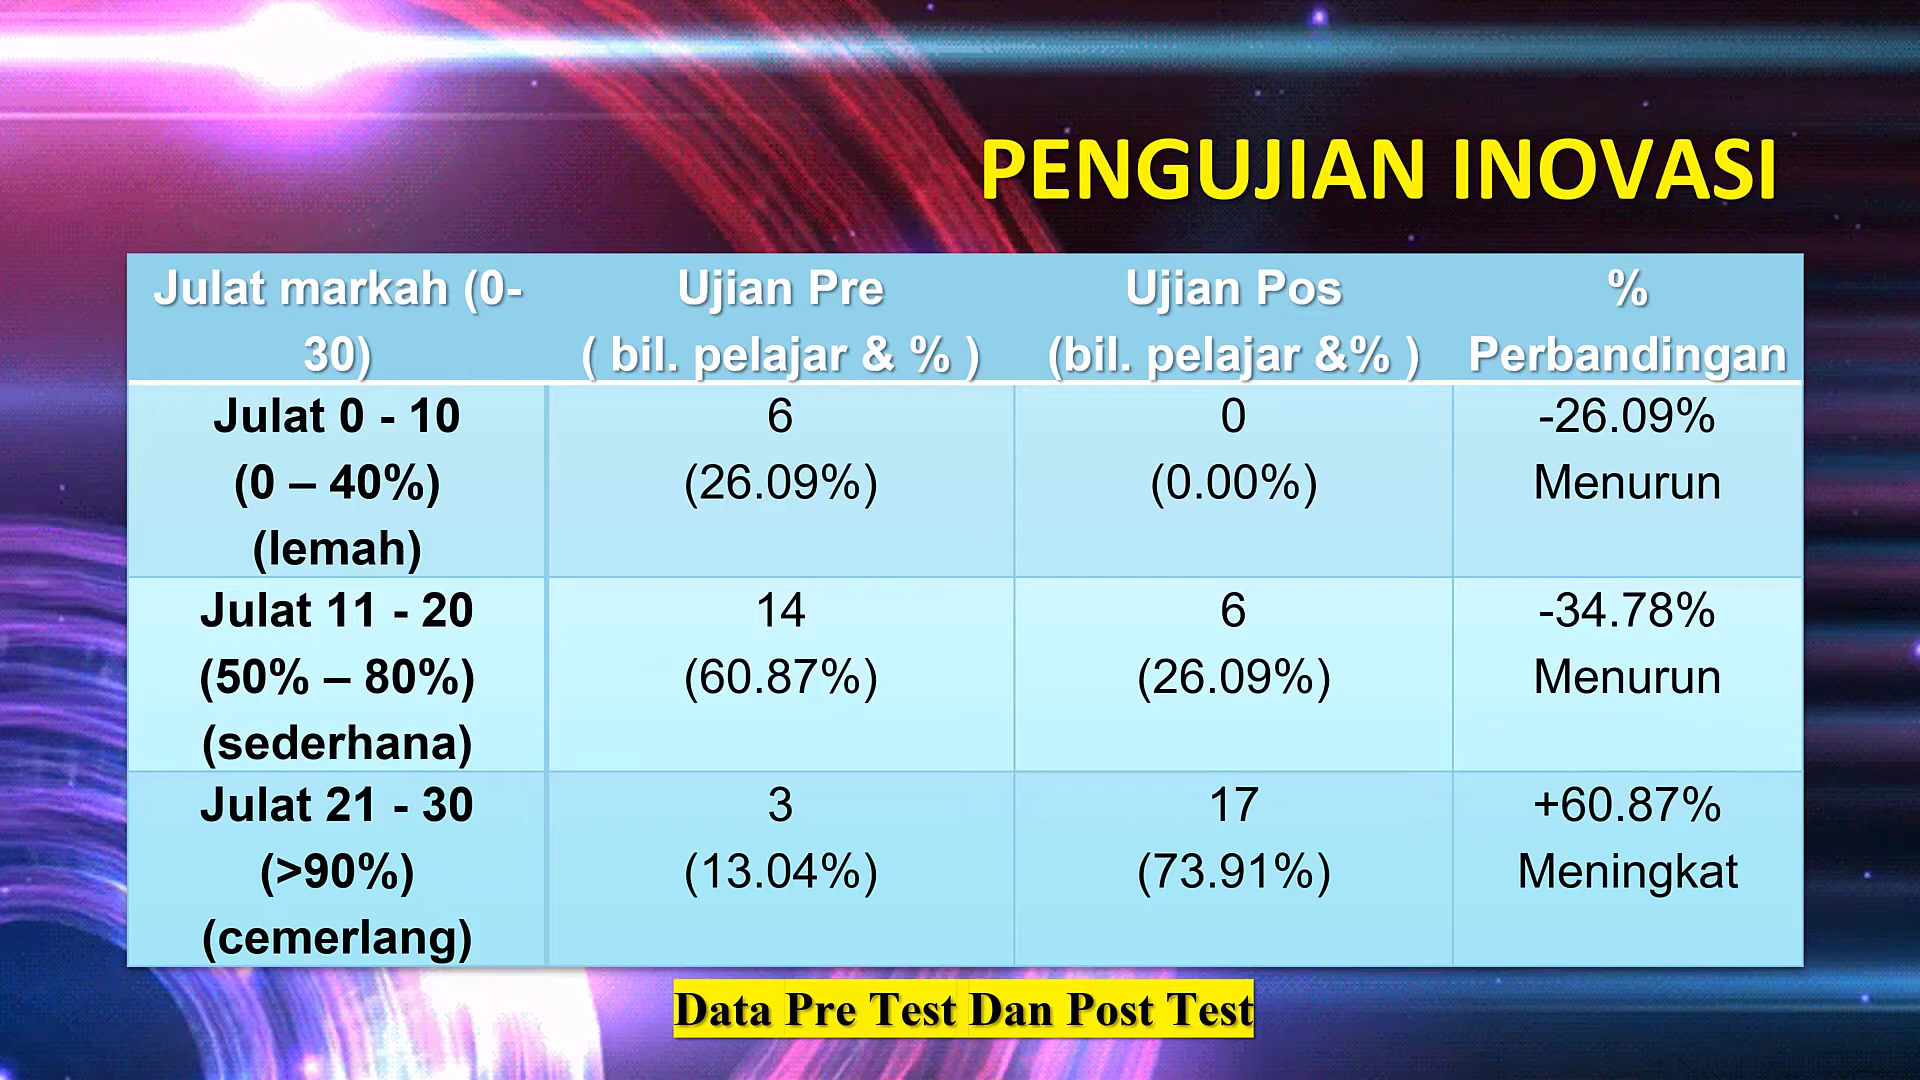 PENGUJIAN INOVASI
Julat markah (0-
30)
Ujian Pre
( bil. pelajar & % )
Ujian Pos
(bil. pelajar &% )
%
Perbandingan
Julat 0 - 10
(0 – 40%)
(lemah)
6
(26.09%)
0
(0.00%)
-26.09%
Menurun
Julat 11 - 20
(50% – 80%)
(sederhana)
14
(60.87%)
6
(26.09%)
-34.78%
Menurun
Julat 21 - 30
(>90%)
(cemerlang)
3
(13.04%)
17
(73.91%)
+60.87%
Meningkat
Data Pre Test Dan Post Test